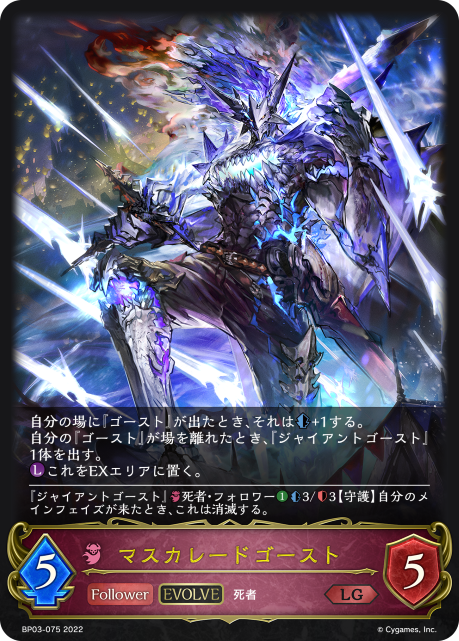 自分の場に『ゴースト』が出たとき、それは+1する。
自分の『ゴースト』が場を離れたとき、『ジャイアントゴースト』
1体を出す。
L これをEXエリアに置く。
『ジャイアントゴースト』死者・フォロワー 1 3/3【守護】自分のメ
インフェイズが来たとき、これは消滅する。
マスカレードゴースト
5
5
Follower EVOLVE 死者 LG
BP03-075 2022 © Cygames, Inc.